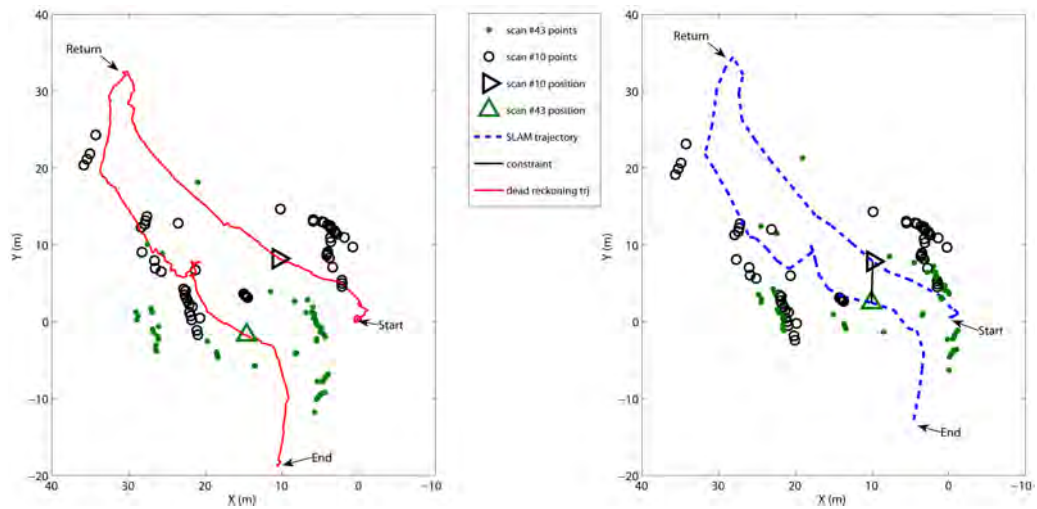 40
30
20
10
0
−10
−20
Y (m)
40
30
20
10
0
−10
X (m)
Return
Start
End
scan #43 points
scan #10 points
scan #10 position
scan #43 position
SLAM trajectory
constraint
dead reckoning trj
40
30
20
10
0
−10
−20
Y (m)
40
30
20
10
0
−10
X (m)
Return
Start
End